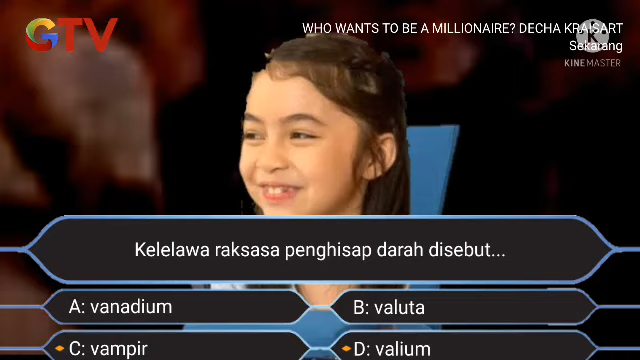 GTV
WHO WANTS TO BE A MILLIONAIRE? DECHA KRAISART
Sekarang
KINEMASTER
Kelelawa raksasa penghisap darah disebut...
A: vanadium
B: valuta
C: vampir
D: valium